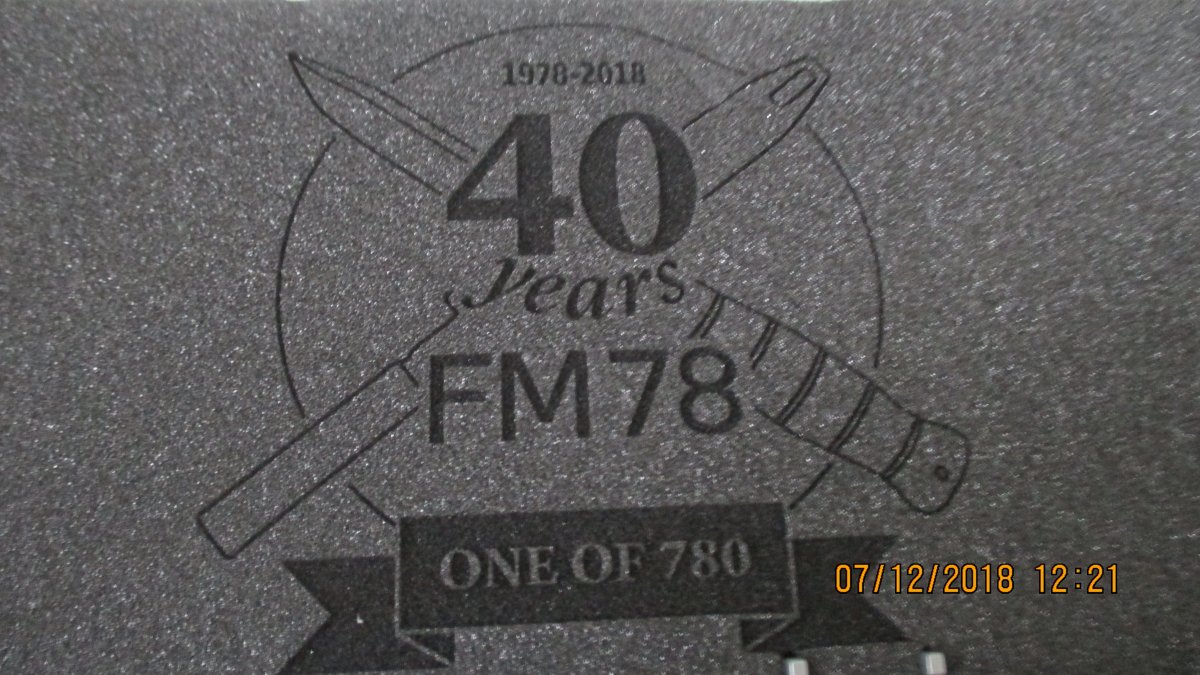 1978-2018
40
years
FM78
ONE OF 780
07/12/2018 12:21